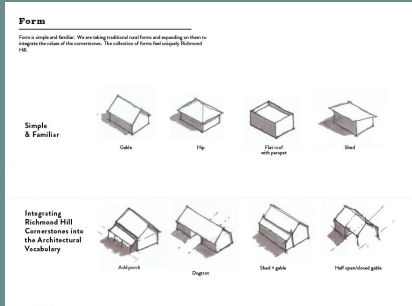 Form
Form is simple and familiar. We are taking traditional rural forms and expanding on them to
integrate the values of the cornerstones. The collection of forms feel uniquely Richmond
Hill.
Simple
& Familiar
Gable
Hip
Flat roof
with parapet
Shed
Integrating
Richmond Hill
Cornerstones into
the Architectural
Vocabulary
Add porch
Dogtrot
Shed + gable
Half open/closed gable